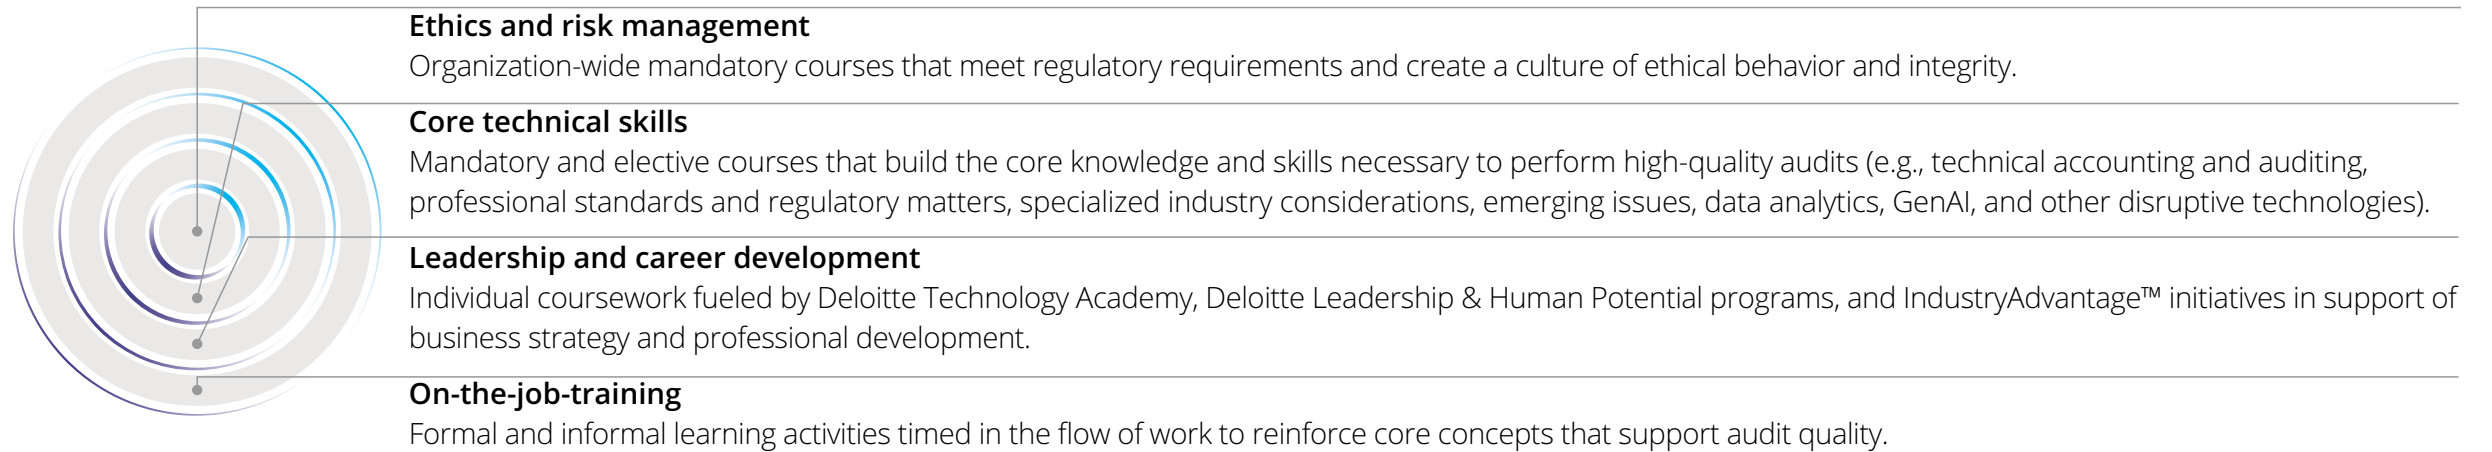 Ethics and risk management
Organization-wide mandatory courses that meet regulatory requirements and create a culture of ethical behavior and integrity.
Core technical skills
Mandatory and elective courses that build the core knowledge and skills necessary to perform high-quality audits (e.g., technical accounting and auditing,
professional standards and regulatory matters, specialized industry considerations, emerging issues, data analytics, GenAI, and other disruptive technologies).
Leadership and career development
Individual coursework fueled by Deloitte Technology Academy, Deloitte Leadership & Human Potential programs, and IndustryAdvantage™ initiatives in support of
business strategy and professional development.
On-the-job-training
Formal and informal learning activities timed in the flow of work to reinforce core concepts that support audit quality.